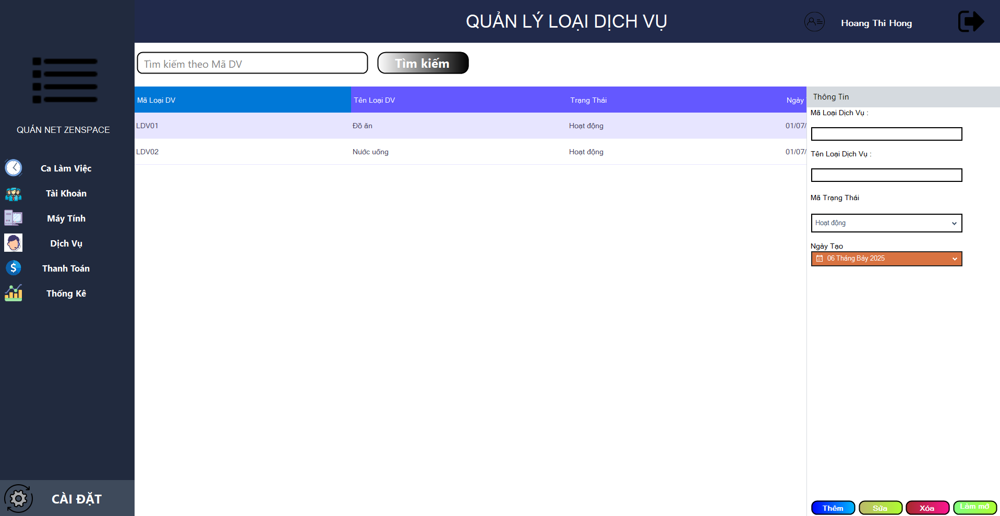 QUẢN LÝ LOẠI DỊCH VỤ
Hoang Thi Hong
QUÁN NET ZENSPACE
Ca Làm Việc
Tài Khoản
Máy Tính
Dịch Vụ
Thanh Toán
Thống Kê
CÀI ĐẶT
Tìm kiếm theo Mã DV
Tìm kiếm
Mã Loại DV Tên Loại DV Trạng Thái Ngày
LDV01 Đồ ăn Hoạt động 01/07/
LDV02 Nước uống Hoạt động 01/07/
Thông Tin
Mã Loại Dịch Vụ :
Tên Loại Dịch Vụ :
Mã Trạng Thái
Hoạt động
Ngày Tạo
06 Tháng Bảy 2025
Thêm Sửa Xóa Làm mớ